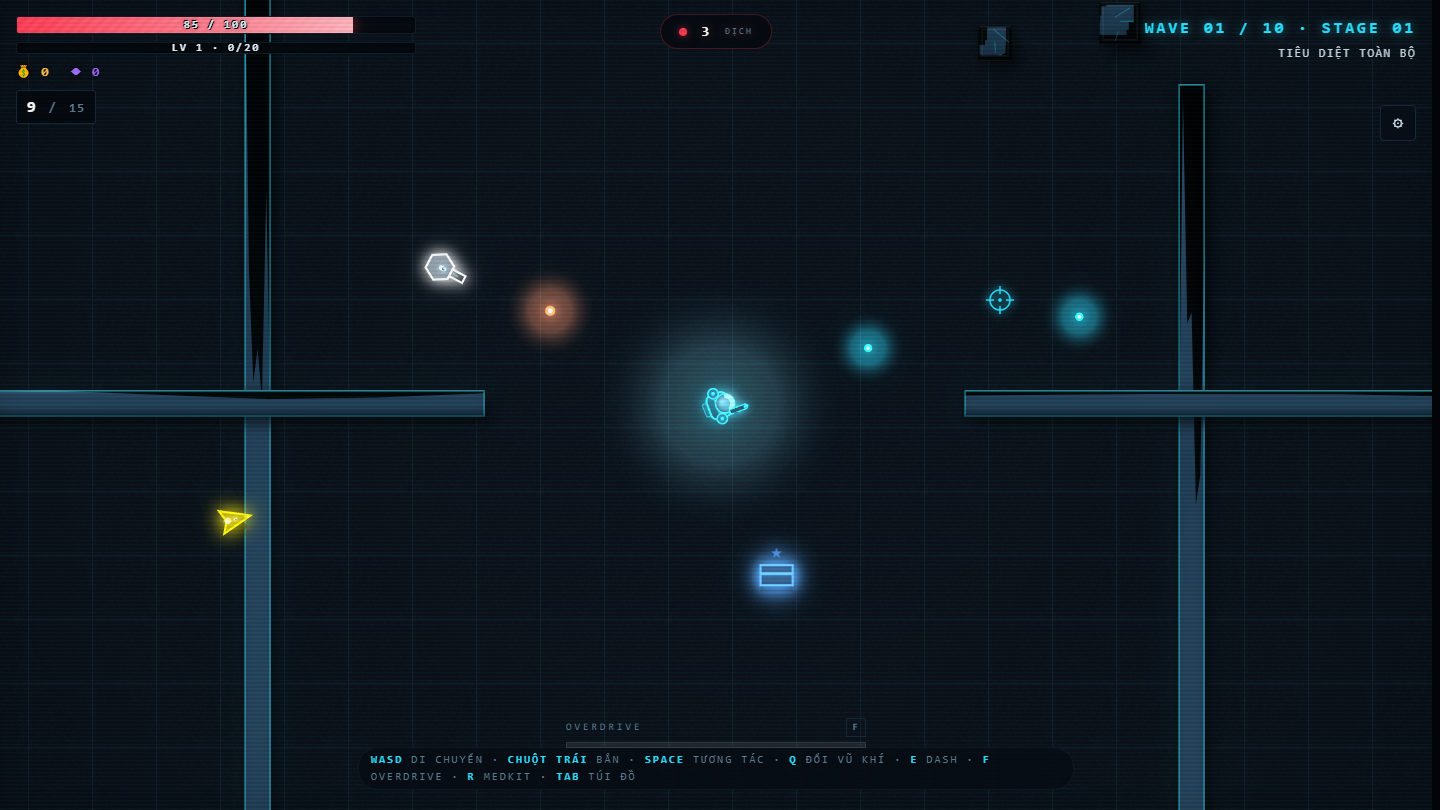 85 / 100
LV 1 · 0/20
0 0
9 / 15
3 ĐỊCH
WAVE 01 / 10 · STAGE 01
TIÊU DIỆT TOÀN BỘ
OVERDRIVE F
WASD DI CHUYỂN · CHUỘT TRÁI BẮN · SPACE TƯƠNG TÁC · Q ĐỔI VŨ KHÍ · E DASH · F
OVERDRIVE · R MEDKIT · TAB TÚI ĐỒ